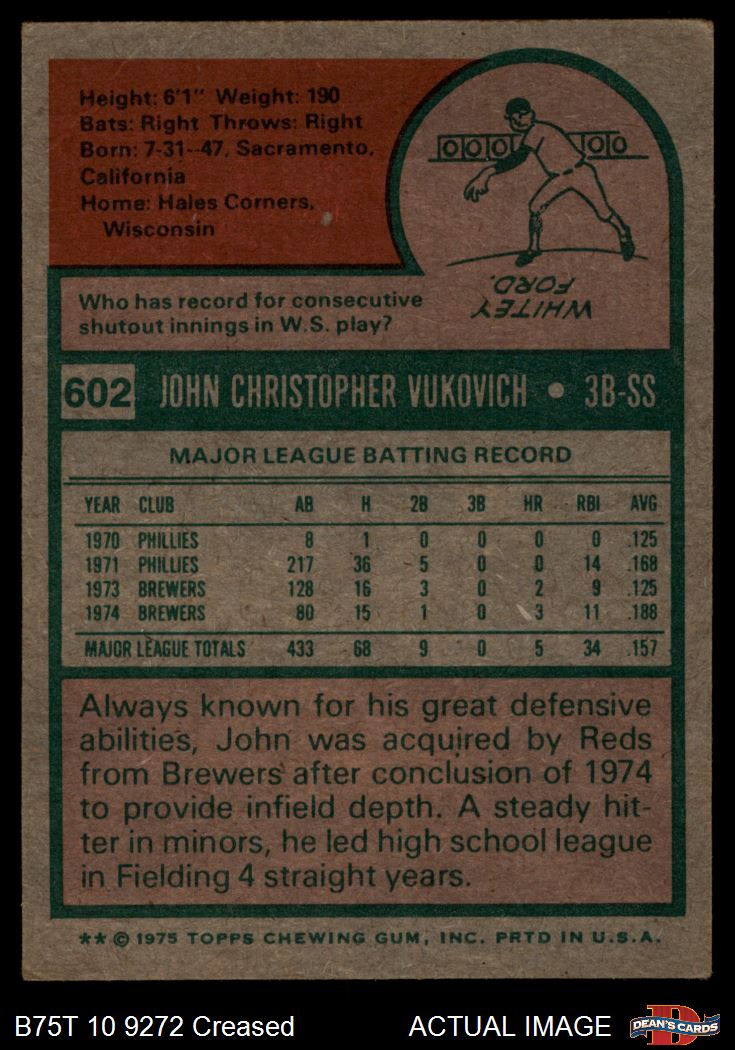 Height: 6'1" Weight: 190
Bats: Right Throws: Right
Born: 7-31--47, Sacramento,
California
Home: Hales Corners,
Wisconsin
0000 00
WHITEY
FORD.
Who has record for consecutive
shutout innings in W.S. play?
602 JOHN CHRISTOPHER VUKOVICH • 3B-SS
MAJOR LEAGUE BATTING RECORD
YEAR CLUB AB H 2B 3B HR RBI AVG
1970 PHILLIES 8 1 0 0 0 0 .125
1971 PHILLIES 217 36 5 0 0 14 .168
1973 BREWERS 128 16 3 0 2 9 .125
1974 BREWERS 80 15 1 0 3 11 .188
MAJOR LEAGUE TOTALS 433 68 9 0 5 34 .157
Always known for his great defensive
abilities, John was acquired by Reds
from Brewers after conclusion of 1974
to provide infield depth. A steady hit-
ter in minors, he led high school league
in Fielding 4 straight years.
** © 1975 TOPPS CHEWING GUM, INC. PRTD IN U.S.A.
B75T 10 9272 Creased ACTUAL IMAGE
D
DEAN'S CARDS